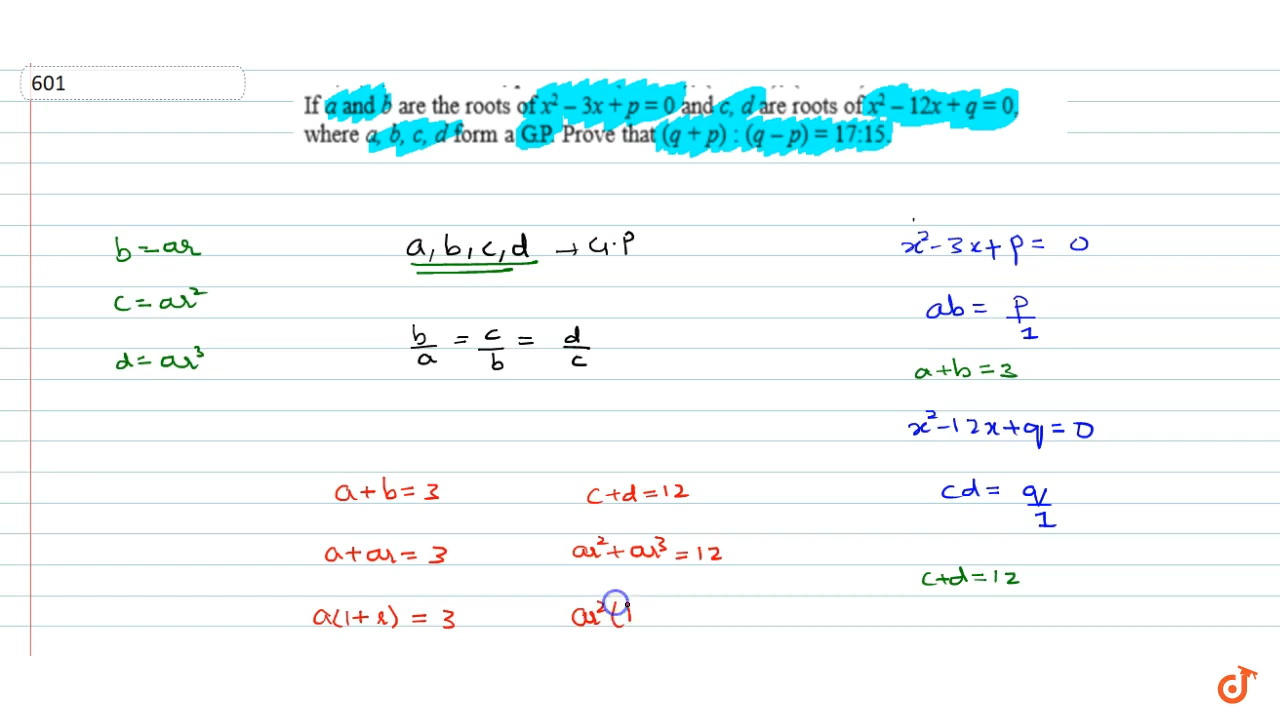 601
If a and b are the roots of x² – 3x + p = 0 and c, d are roots of x² – 12x + q = 0,
where a, b, c, d form a G.P. Prove that (q + p) : (q – p) = 17:15.
b = ar
a, b, c, d → G.P
x² - 3x + p = 0
c = ar²
ab = p/1
d = ar³
b/a = c/b = d/c
a + b = 3
x² - 12x + q = 0
a + b = 3
c + d = 12
cd = q/1
a + ar = 3
ar² + ar³ = 12
c + d = 12
a(1 + r) = 3
ar² (1